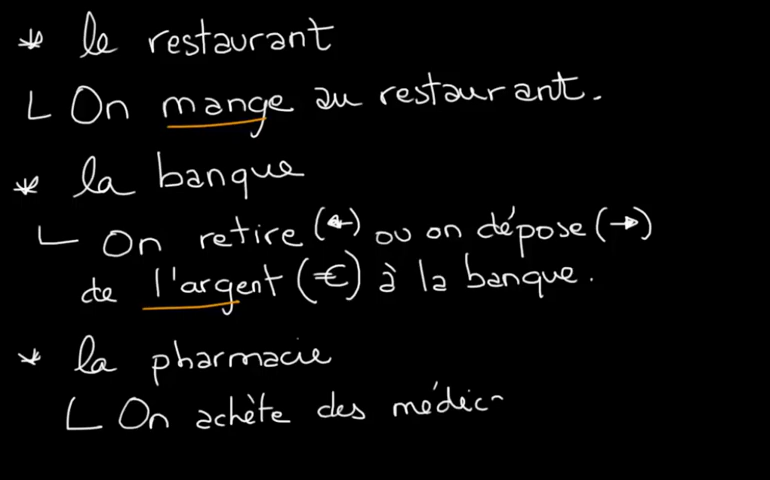 * le restaurant
On mange au restaurant.
* la banque
On retire (←) ou on dépose (→)
de l'argent (€) à la banque.
* la pharmacie
On achète des médic